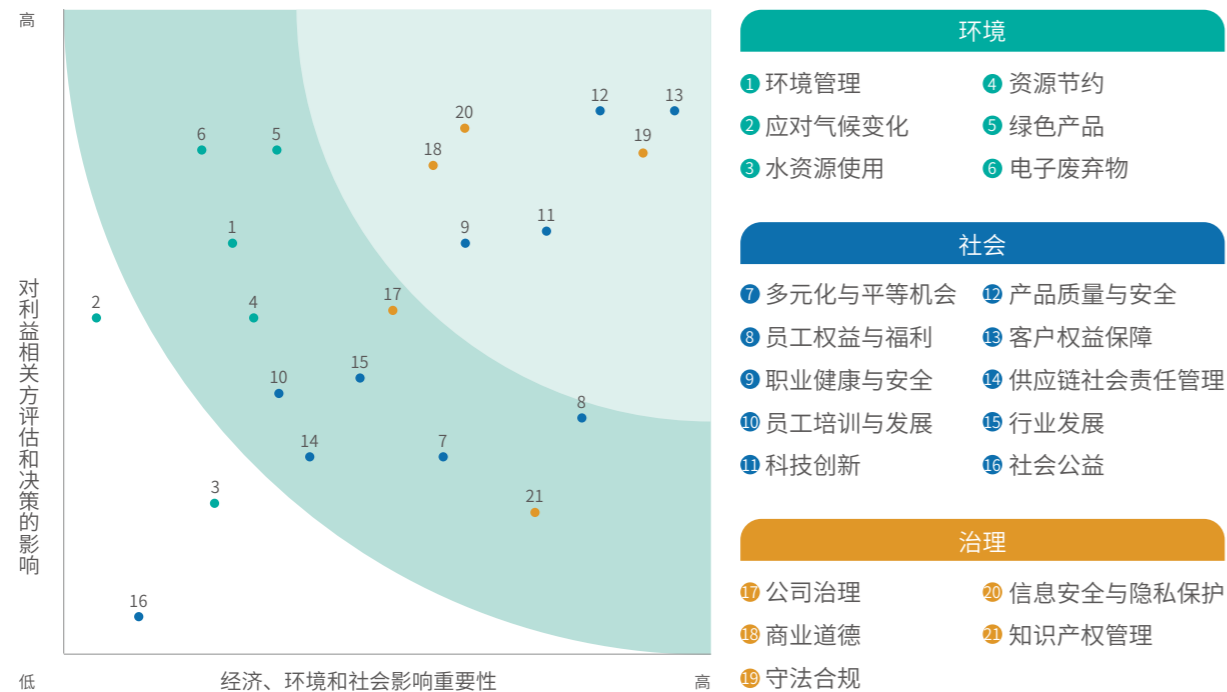 高
12
13
20
19
6
5
18
1
9
11
2
4
17
15
10
8
14
7
3
21
16
对利益相关方评估和决策的影响
低
经济、环境和社会影响重要性
高
环境
1 环境管理
4 资源节约
2 应对气候变化
5 绿色产品
3 水资源使用
6 电子废弃物
社会
7 多元化与平等机会
12 产品质量与安全
8 员工权益与福利
13 客户权益保障
9 职业健康与安全
14 供应链社会责任管理
10 员工培训与发展
15 行业发展
11 科技创新
16 社会公益
治理
17 公司治理
20 信息安全与隐私保护
18 商业道德
21 知识产权管理
19 守法合规